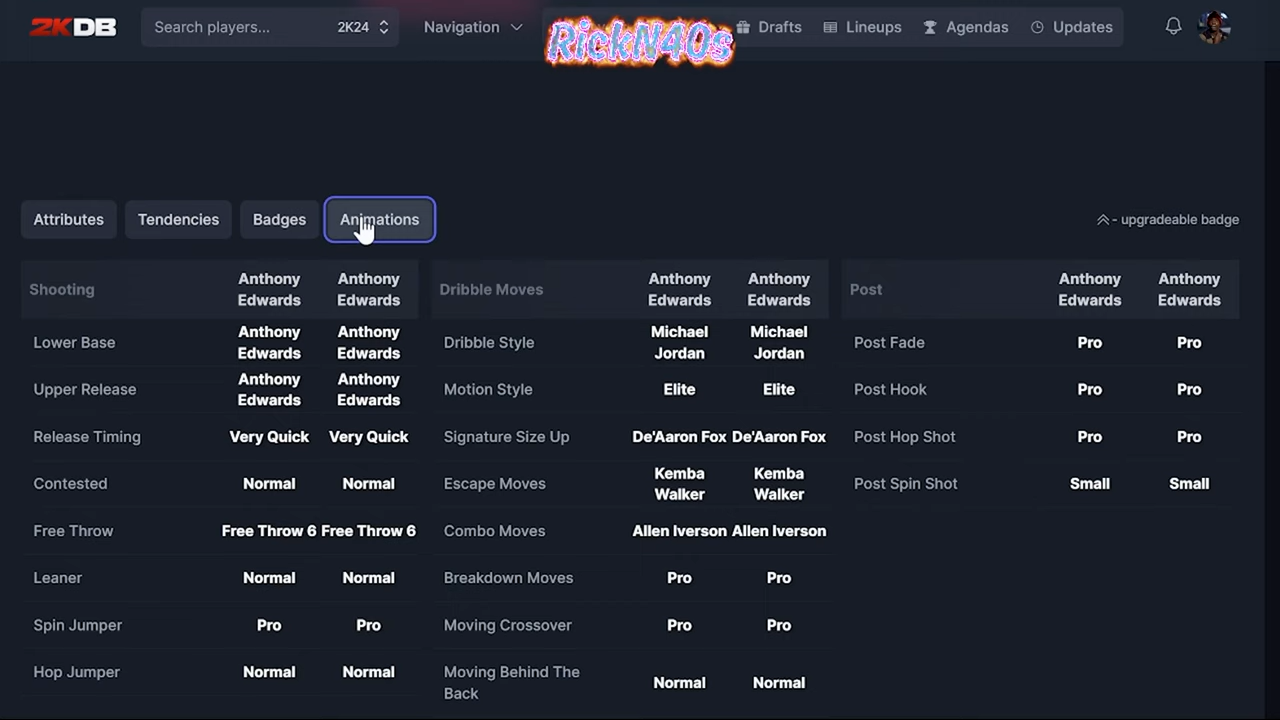 2KDB Search players... 2K24 Navigation RickN40s Drafts Lineups Agendas Updates
Attributes Tendencies Badges Animations - upgradeable badge
Shooting Anthony Edwards Anthony Edwards
Lower Base Anthony Edwards Anthony Edwards
Upper Release Anthony Edwards Anthony Edwards
Release Timing Very Quick Very Quick
Contested Normal Normal
Free Throw Free Throw 6 Free Throw 6
Leaner Normal Normal
Spin Jumper Pro Pro
Hop Jumper Normal Normal
Dribble Moves Anthony Edwards Anthony Edwards
Dribble Style Michael Jordan Michael Jordan
Motion Style Elite Elite
Signature Size Up De'Aaron Fox De'Aaron Fox
Escape Moves Kemba Walker Kemba Walker
Combo Moves Allen Iverson Allen Iverson
Breakdown Moves Pro Pro
Moving Crossover Pro Pro
Moving Behind The Back Normal Normal
Post Anthony Edwards Anthony Edwards
Post Fade Pro Pro
Post Hook Pro Pro
Post Hop Shot Pro Pro
Post Spin Shot Small Small